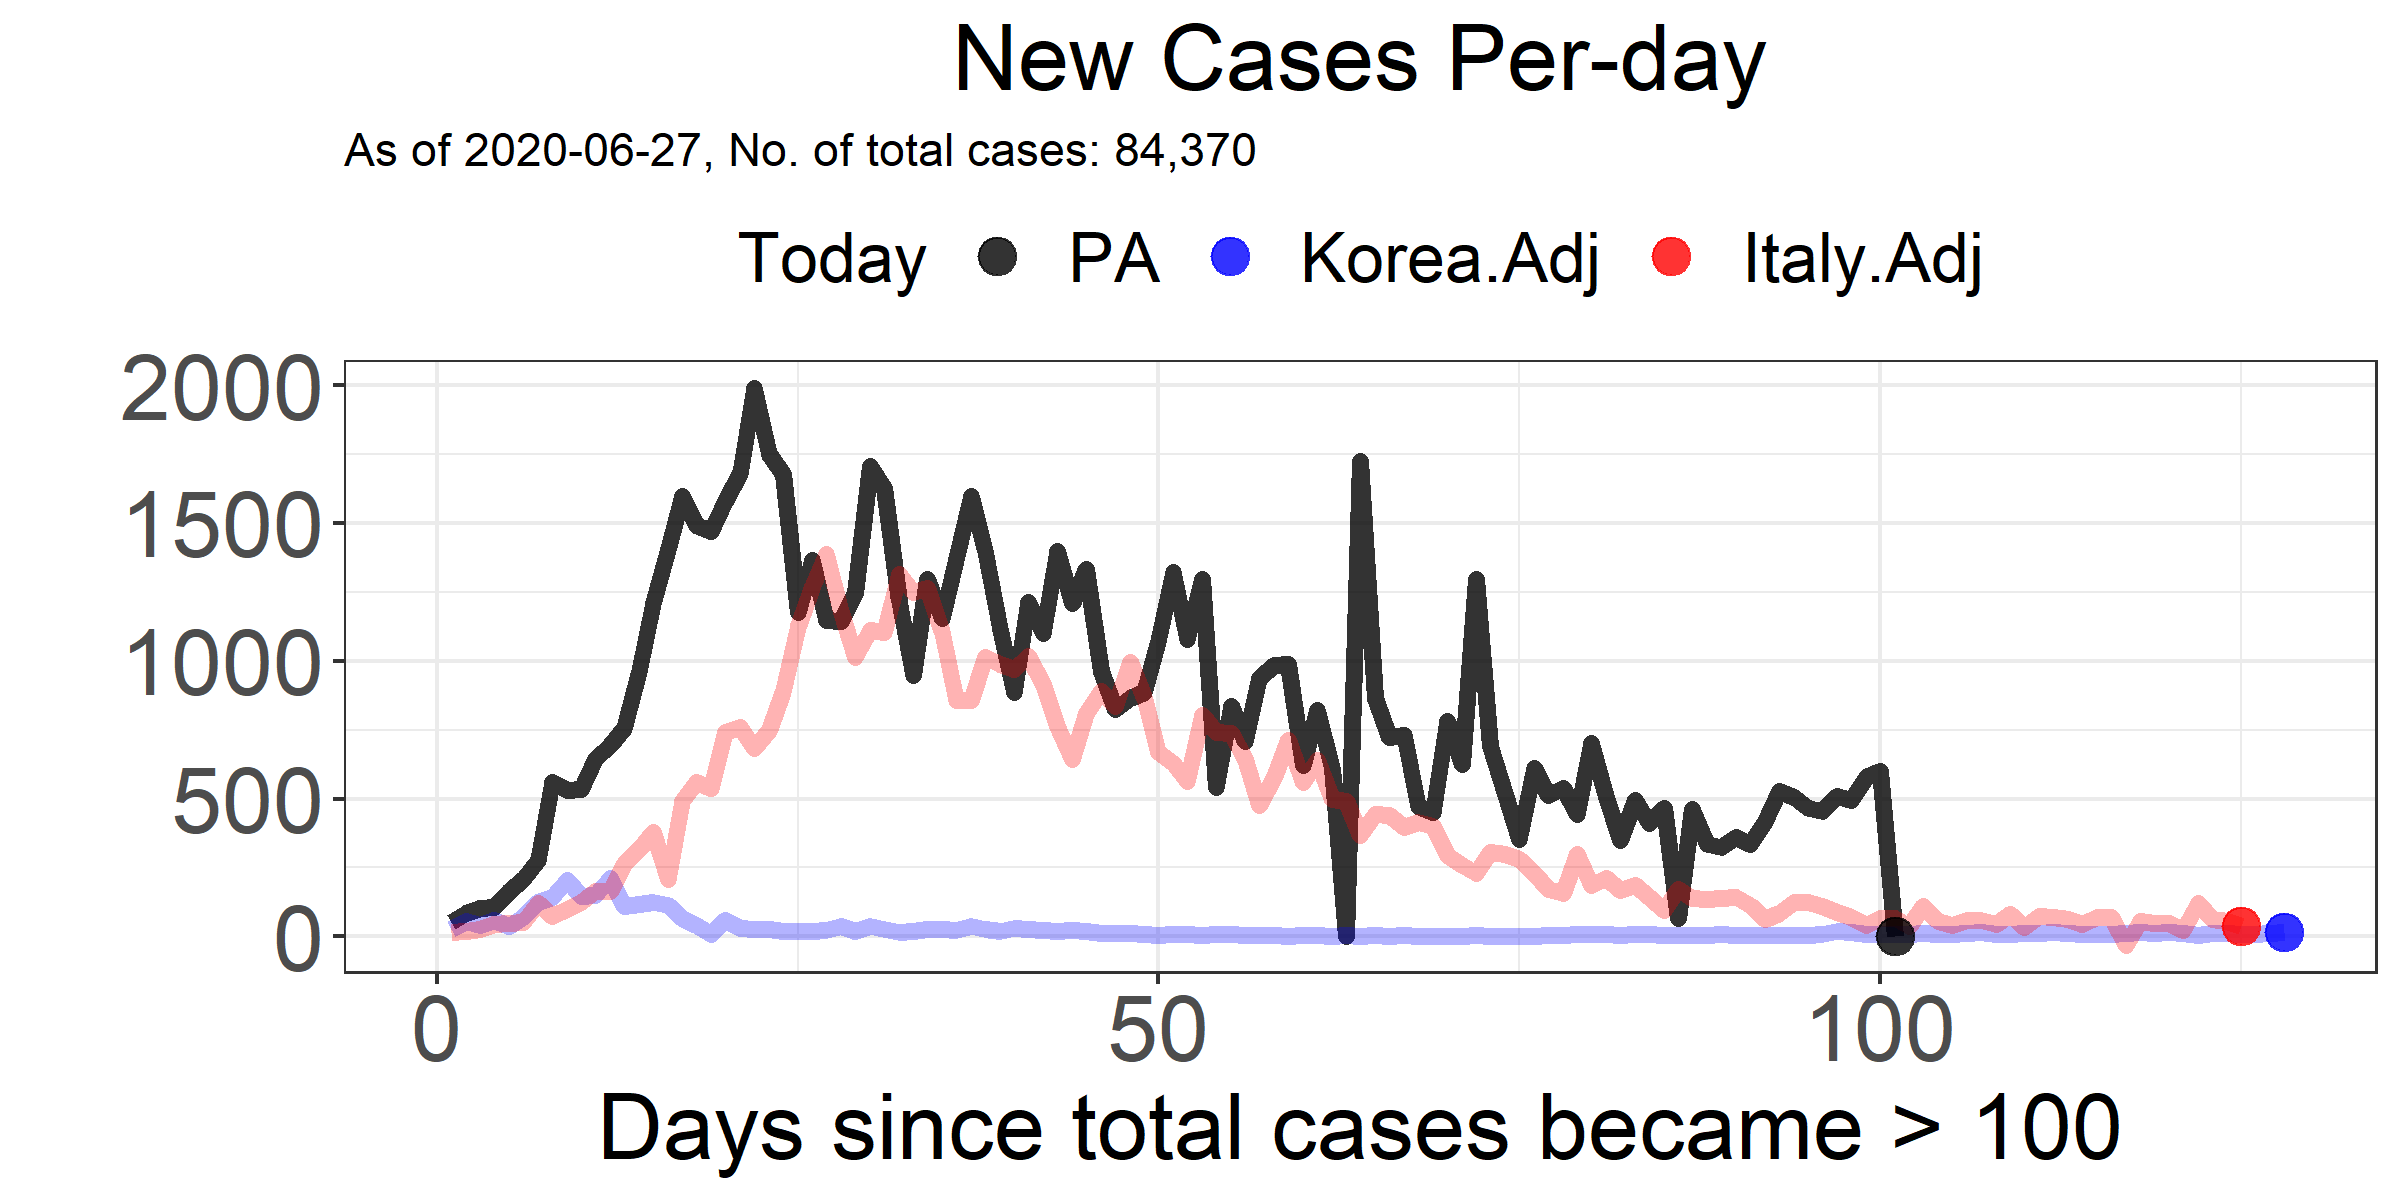 New Cases Per-day
As of 2020-06-27, No. of total cases: 84,370
Today PA Korea.Adj Italy.Adj
2000
1500
1000
500
0
0 50 100
Days since total cases became > 100